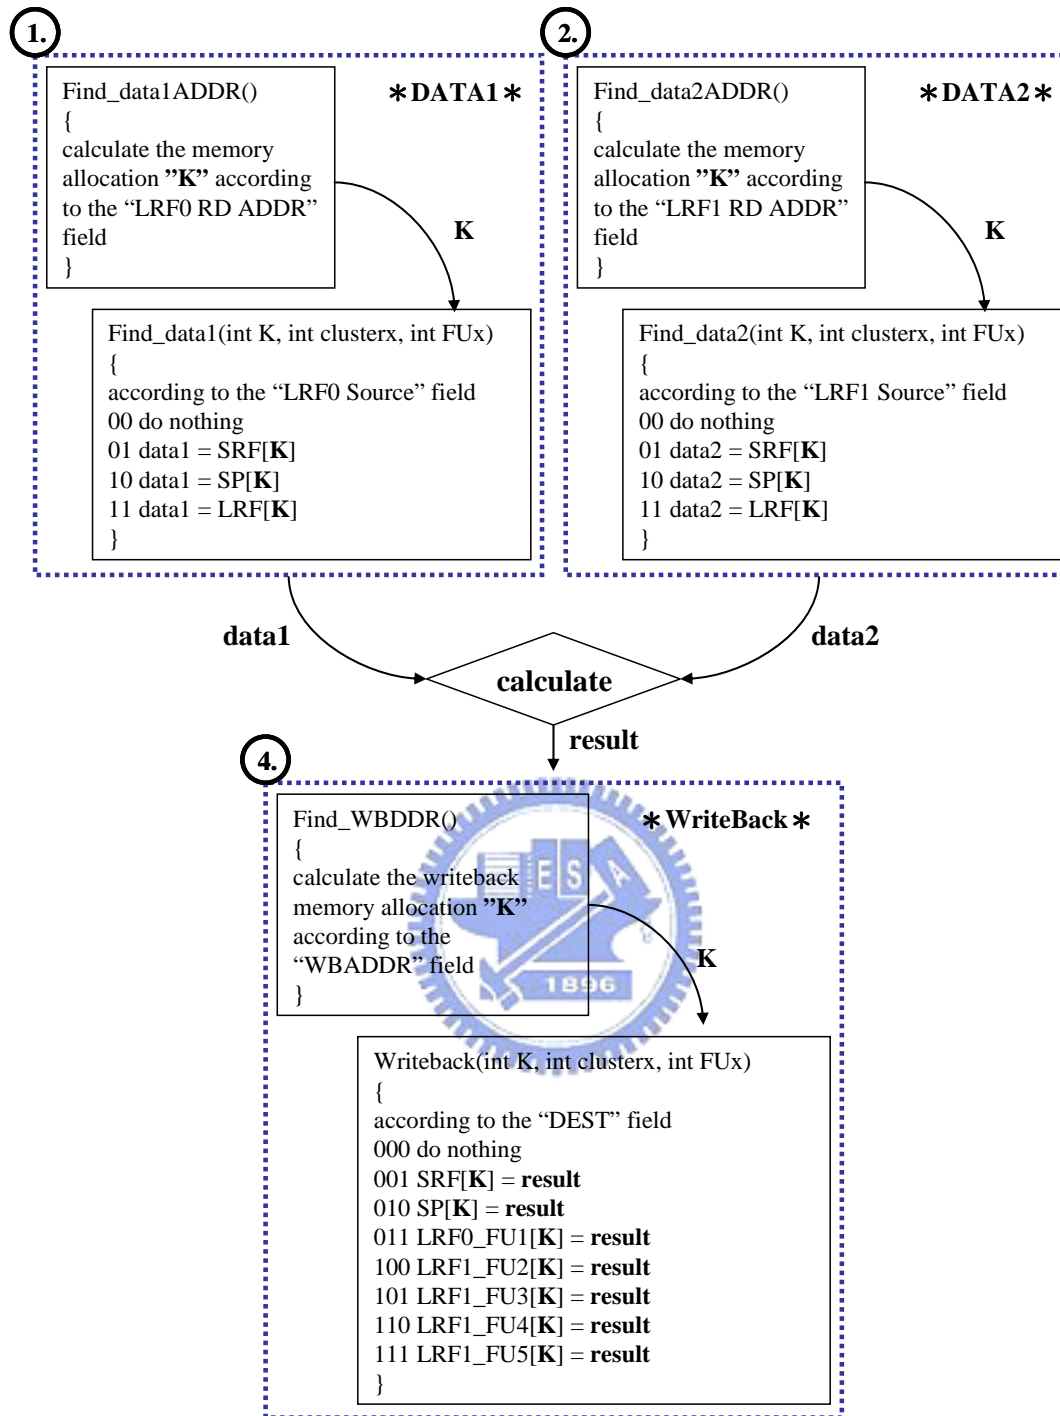 1.
∗DATA1∗
Find_data1ADDR()
{
calculate the memory
allocation ”K” according
to the “LRF0 RD ADDR”
field
}
K
Find_data1(int K, int clusterx, int FUx)
{
according to the “LRF0 Source” field
00 do nothing
01 data1 = SRF[K]
10 data1 = SP[K]
11 data1 = LRF[K]
}
2.
∗DATA2∗
Find_data2ADDR()
{
calculate the memory
allocation ”K” according
to the “LRF1 RD ADDR”
field
}
K
Find_data2(int K, int clusterx, int FUx)
{
according to the “LRF1 Source” field
00 do nothing
01 data2 = SRF[K]
10 data2 = SP[K]
11 data2 = LRF[K]
}
data1
data2
calculate
result
4.
∗WriteBack∗
Find_WBDDR()
{
calculate the writeback
memory allocation ”K”
according to the
“WBADDR” field
}
K
ESA
1896
Writeback(int K, int clusterx, int FUx)
{
according to the “DEST” field
000 do nothing
001 SRF[K] = result
010 SP[K] = result
011 LRF0_FU1[K] = result
100 LRF1_FU2[K] = result
101 LRF1_FU3[K] = result
110 LRF1_FU4[K] = result
111 LRF1_FU5[K] = result
}